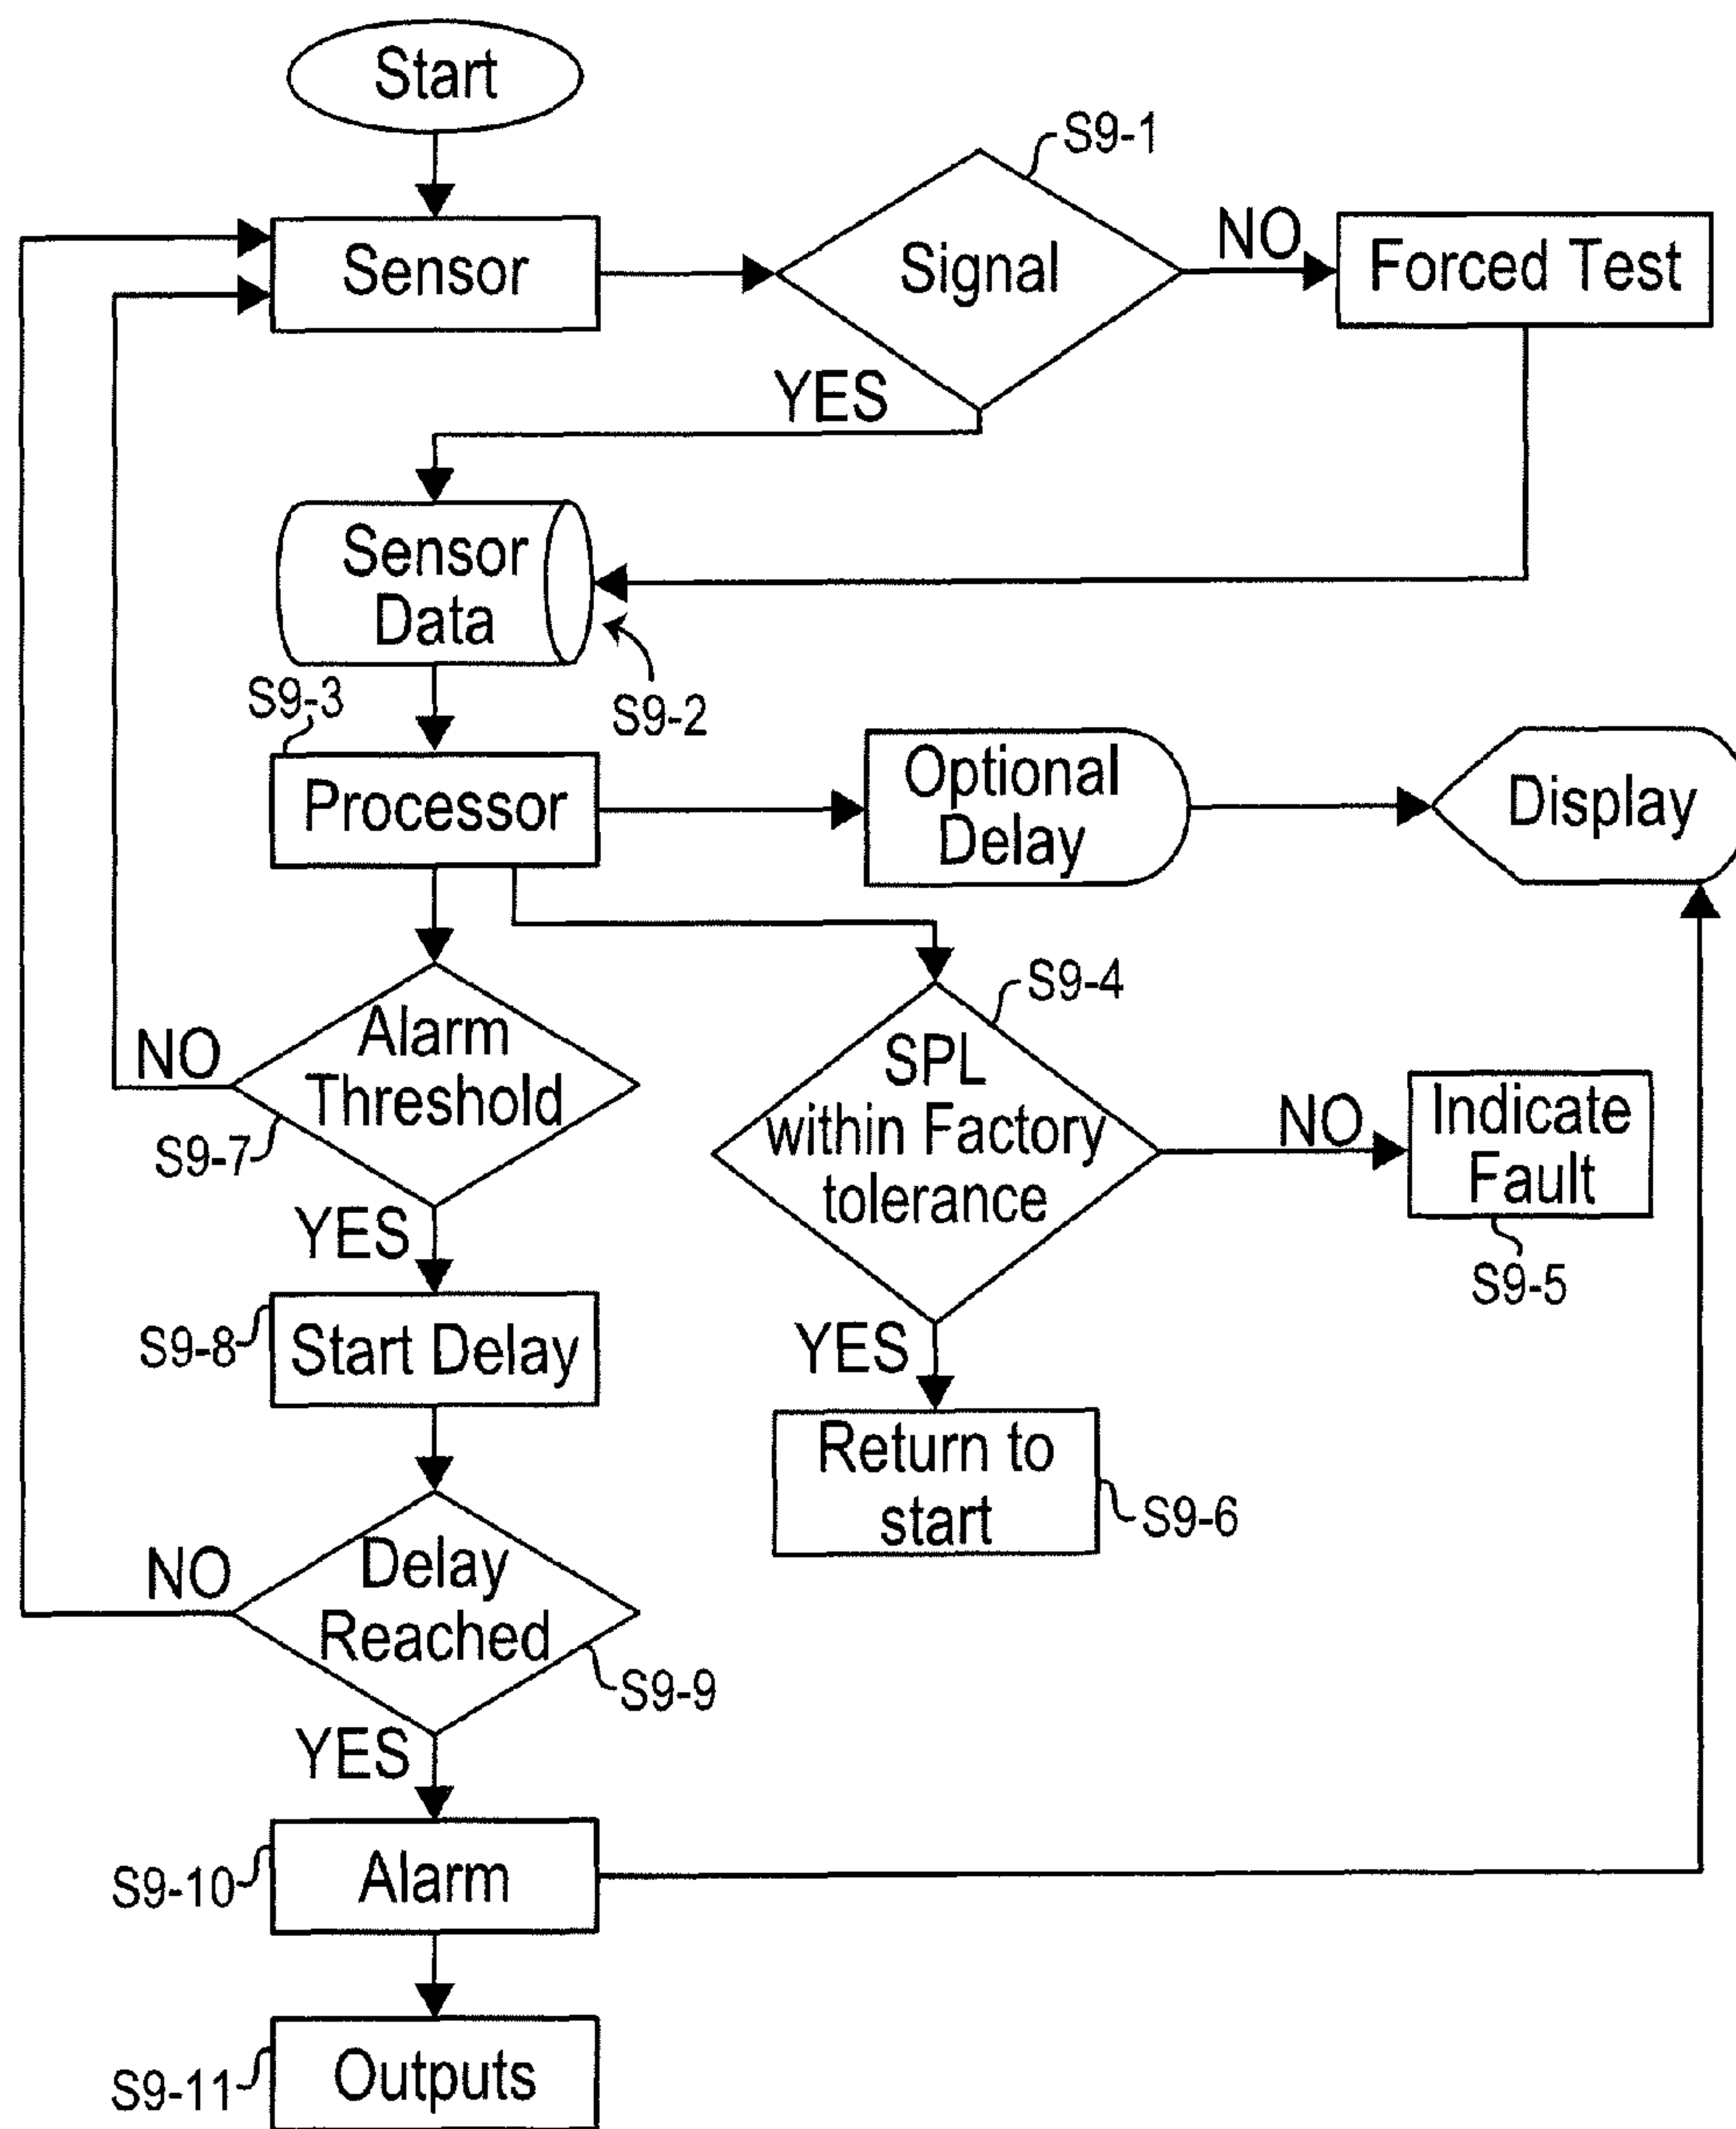 Start
S9-1
Sensor
Signal
NO
Forced Test
YES
Sensor
Data
S9-2
S9-3
Processor
Optional
Delay
Display
S9-4
Alarm
Threshold
NO
S9-7
SPL
within Factory
tolerance
NO
Indicate
Fault
S9-5
YES
S9-8
Start Delay
YES
Return to
start
S9-6
Delay
Reached
NO
S9-9
YES
S9-10
Alarm
S9-11
Outputs